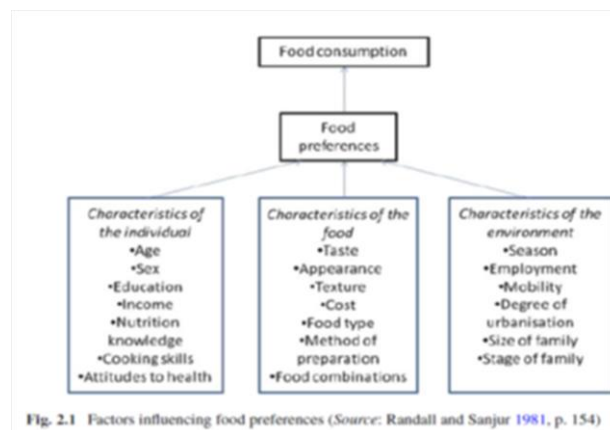 Food consumption
Food
preferences
Characteristics of
the individual
•Age
•Sex
•Education
•Income
•Nutrition
knowledge
•Cooking skills
•Attitudes to health
Characteristics of the
food
•Taste
•Appearance
•Texture
•Cost
•Food type
•Method of
preparation
•Food combinations
Characteristics of the
environment
•Season
•Employment
•Mobility
•Degree of
urbanisation
•Size of family
•Stage of family
Fig. 2.1 Factors influencing food preferences (Source: Randall and Sanjur 1981, p. 154)